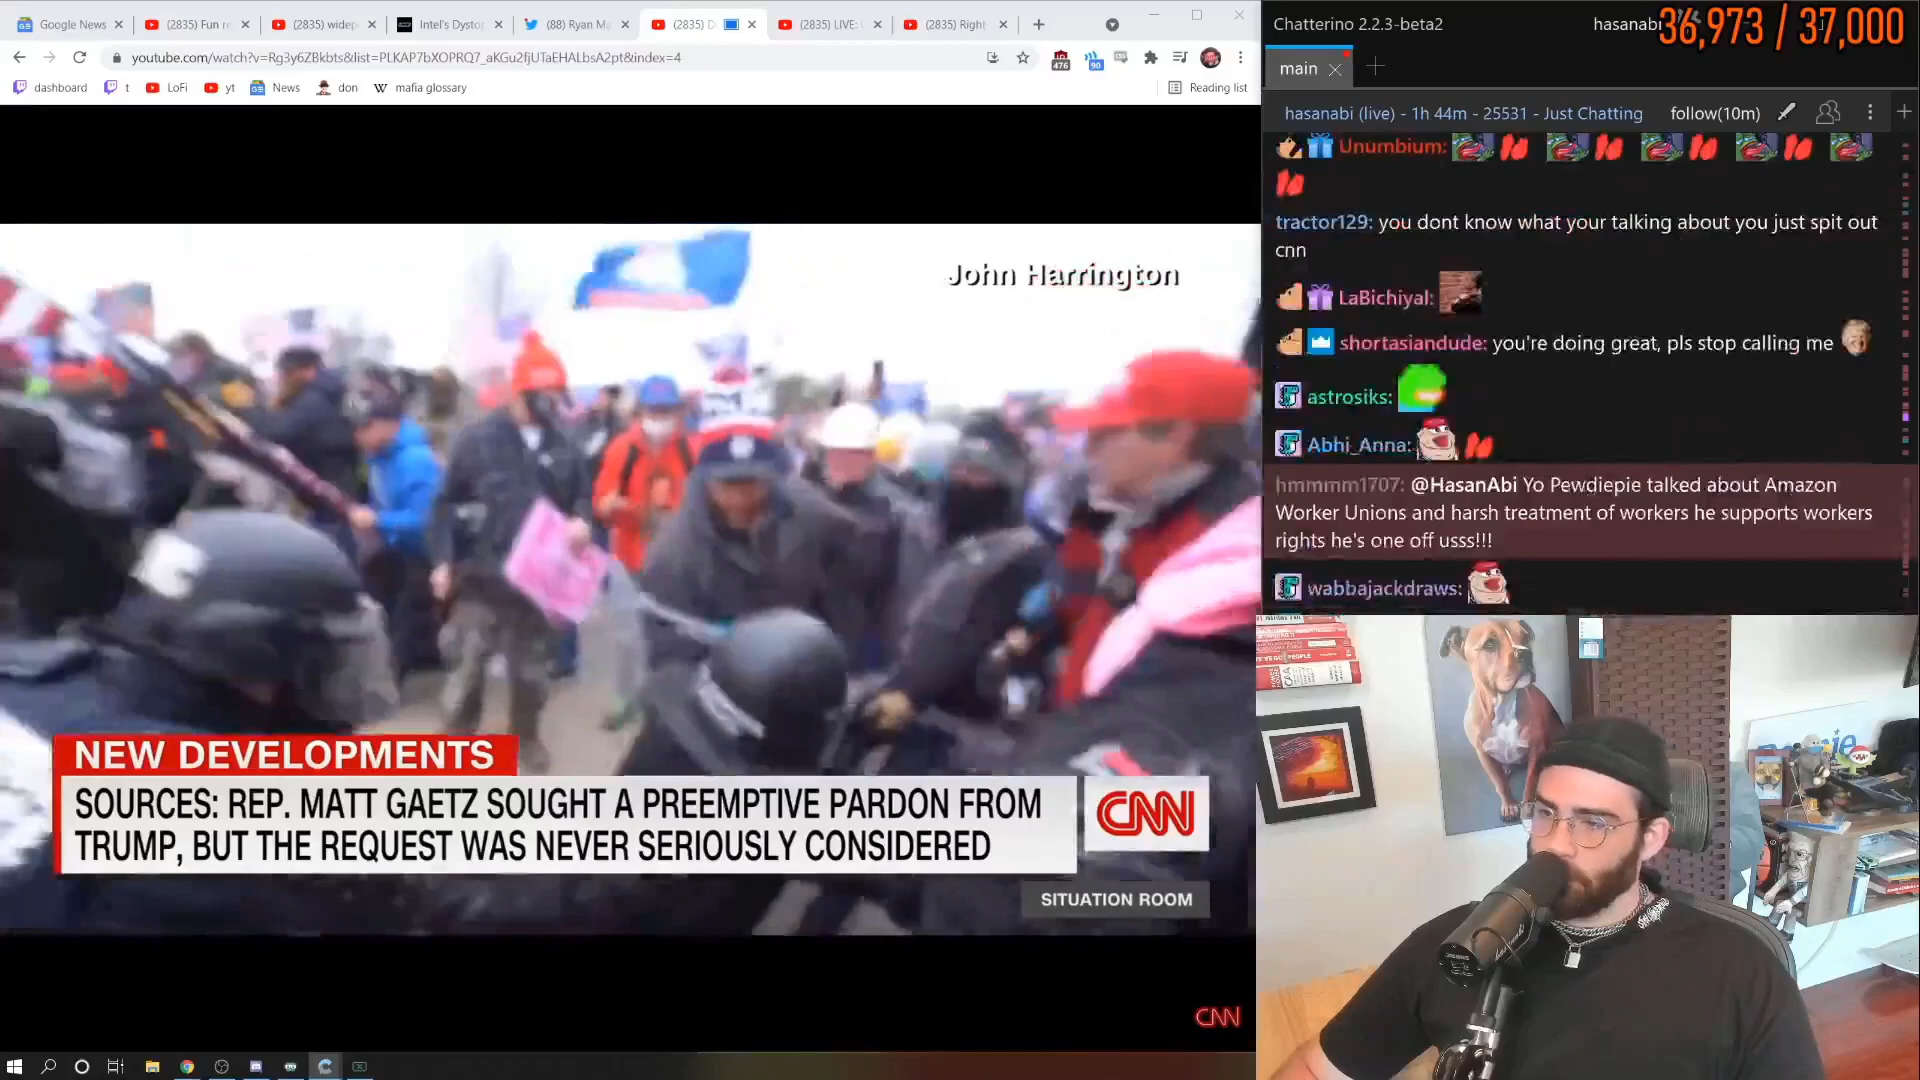 Google News
(2835) Fun r
(2835) widep
Intel's Dystop
(88) Ryan Ma
(2835) D
(2835) LIVE:
(2835) Right
youtube.com/watch?v=Rg3y6ZBkbts&list=PLKAP7bXOPRQ7_aKGu2fjUTaEHALbsA2pt&index=4
476
90
dashboard
t
LoFi
yt
News
don
mafia glossary
Reading list
John Harrington
NEW DEVELOPMENTS
SOURCES: REP. MATT GAETZ SOUGHT A PREEMPTIVE PARDON FROM
TRUMP, BUT THE REQUEST WAS NEVER SERIOUSLY CONSIDERED
CNN
SITUATION ROOM
CNN
Chatterino 2.2.3-beta2
hasanabi
36,973 / 37,000
main
hasanabi (live) - 1h 44m - 25531 - Just Chatting
follow(10m)
Unumbium:
tractor129: you dont know what your talking about you just spit out
cnn
LaBichiyal:
shortasiandude: you're doing great, pls stop calling me
astrosiks:
Abhi_Anna:
hmmmm1707: @HasanAbi Yo Pewdiepie talked about Amazon
Worker Unions and harsh treatment of workers he supports workers
rights he's one off usss!!!
wabbajackdraws: